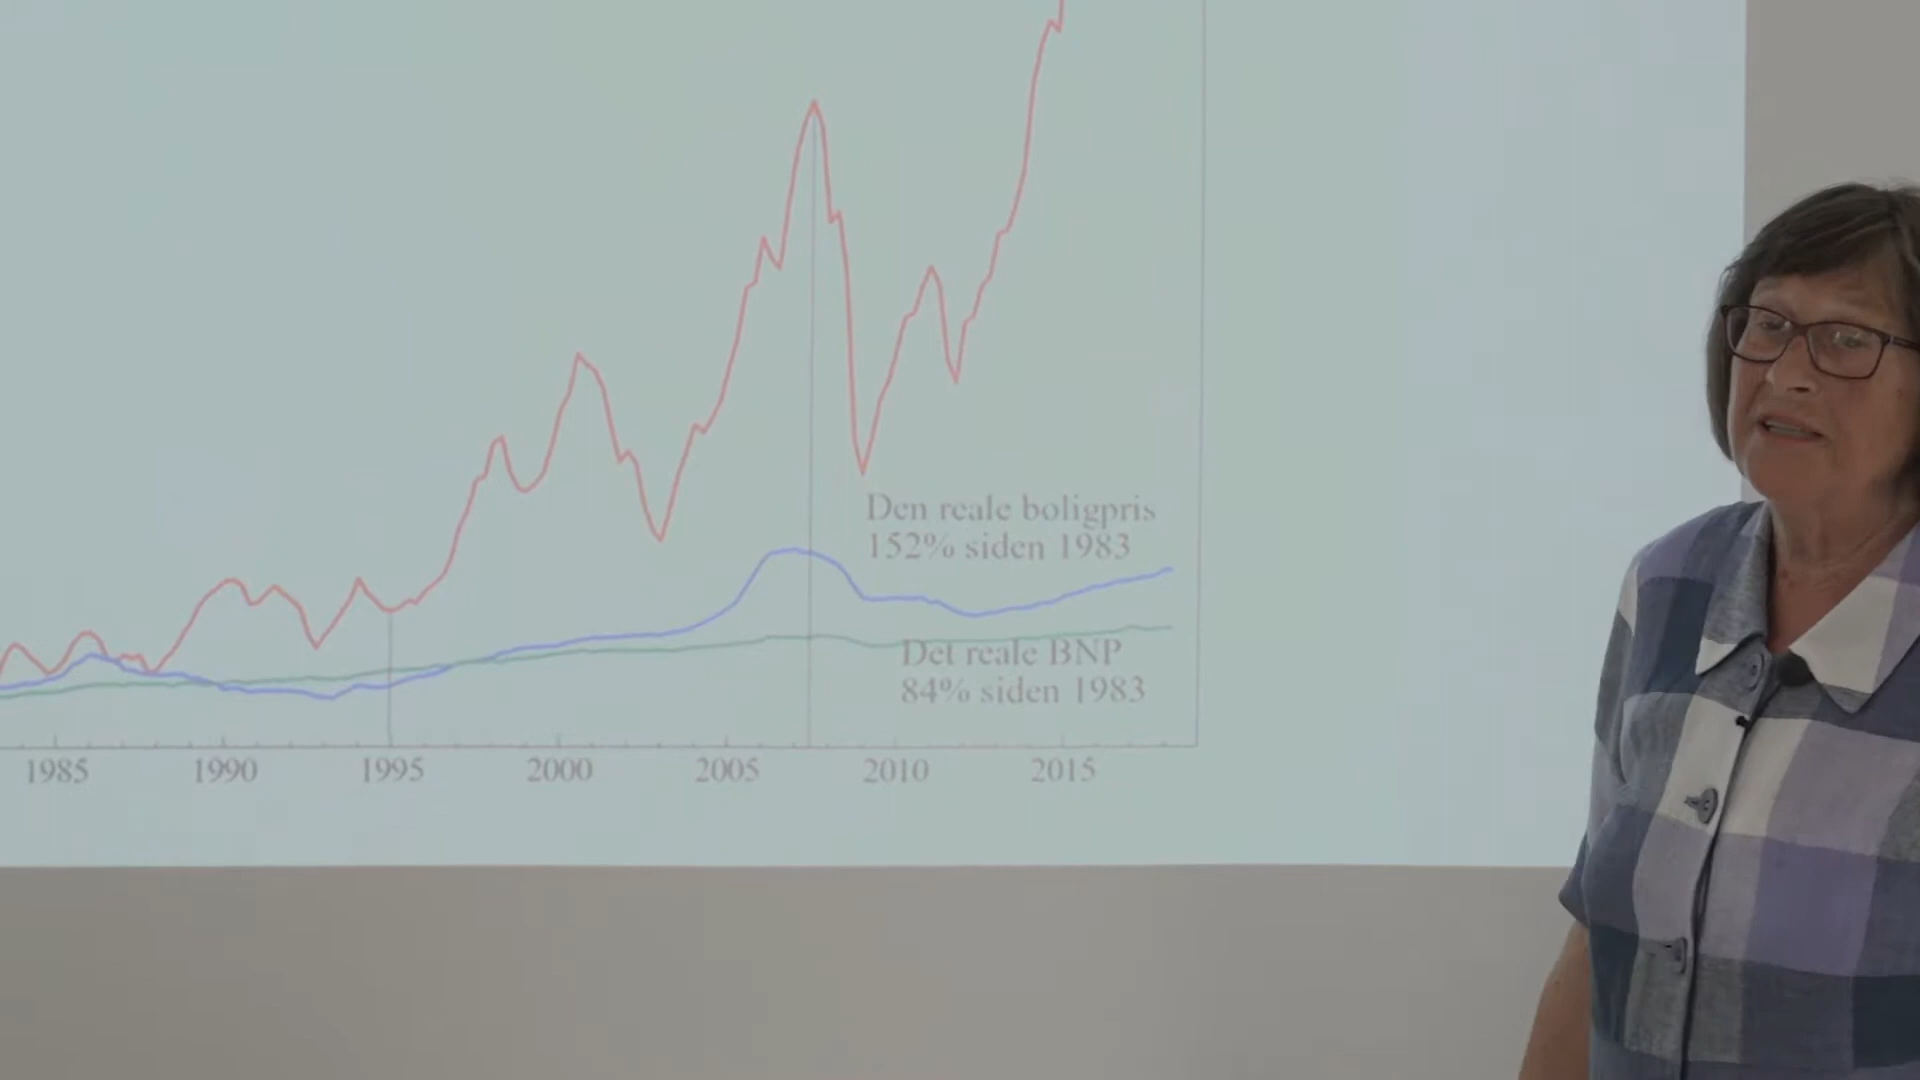 Den reale boligpris
152% siden 1983
Det reale BNP
84% siden 1983
1985 1990 1995 2000 2005 2010 2015